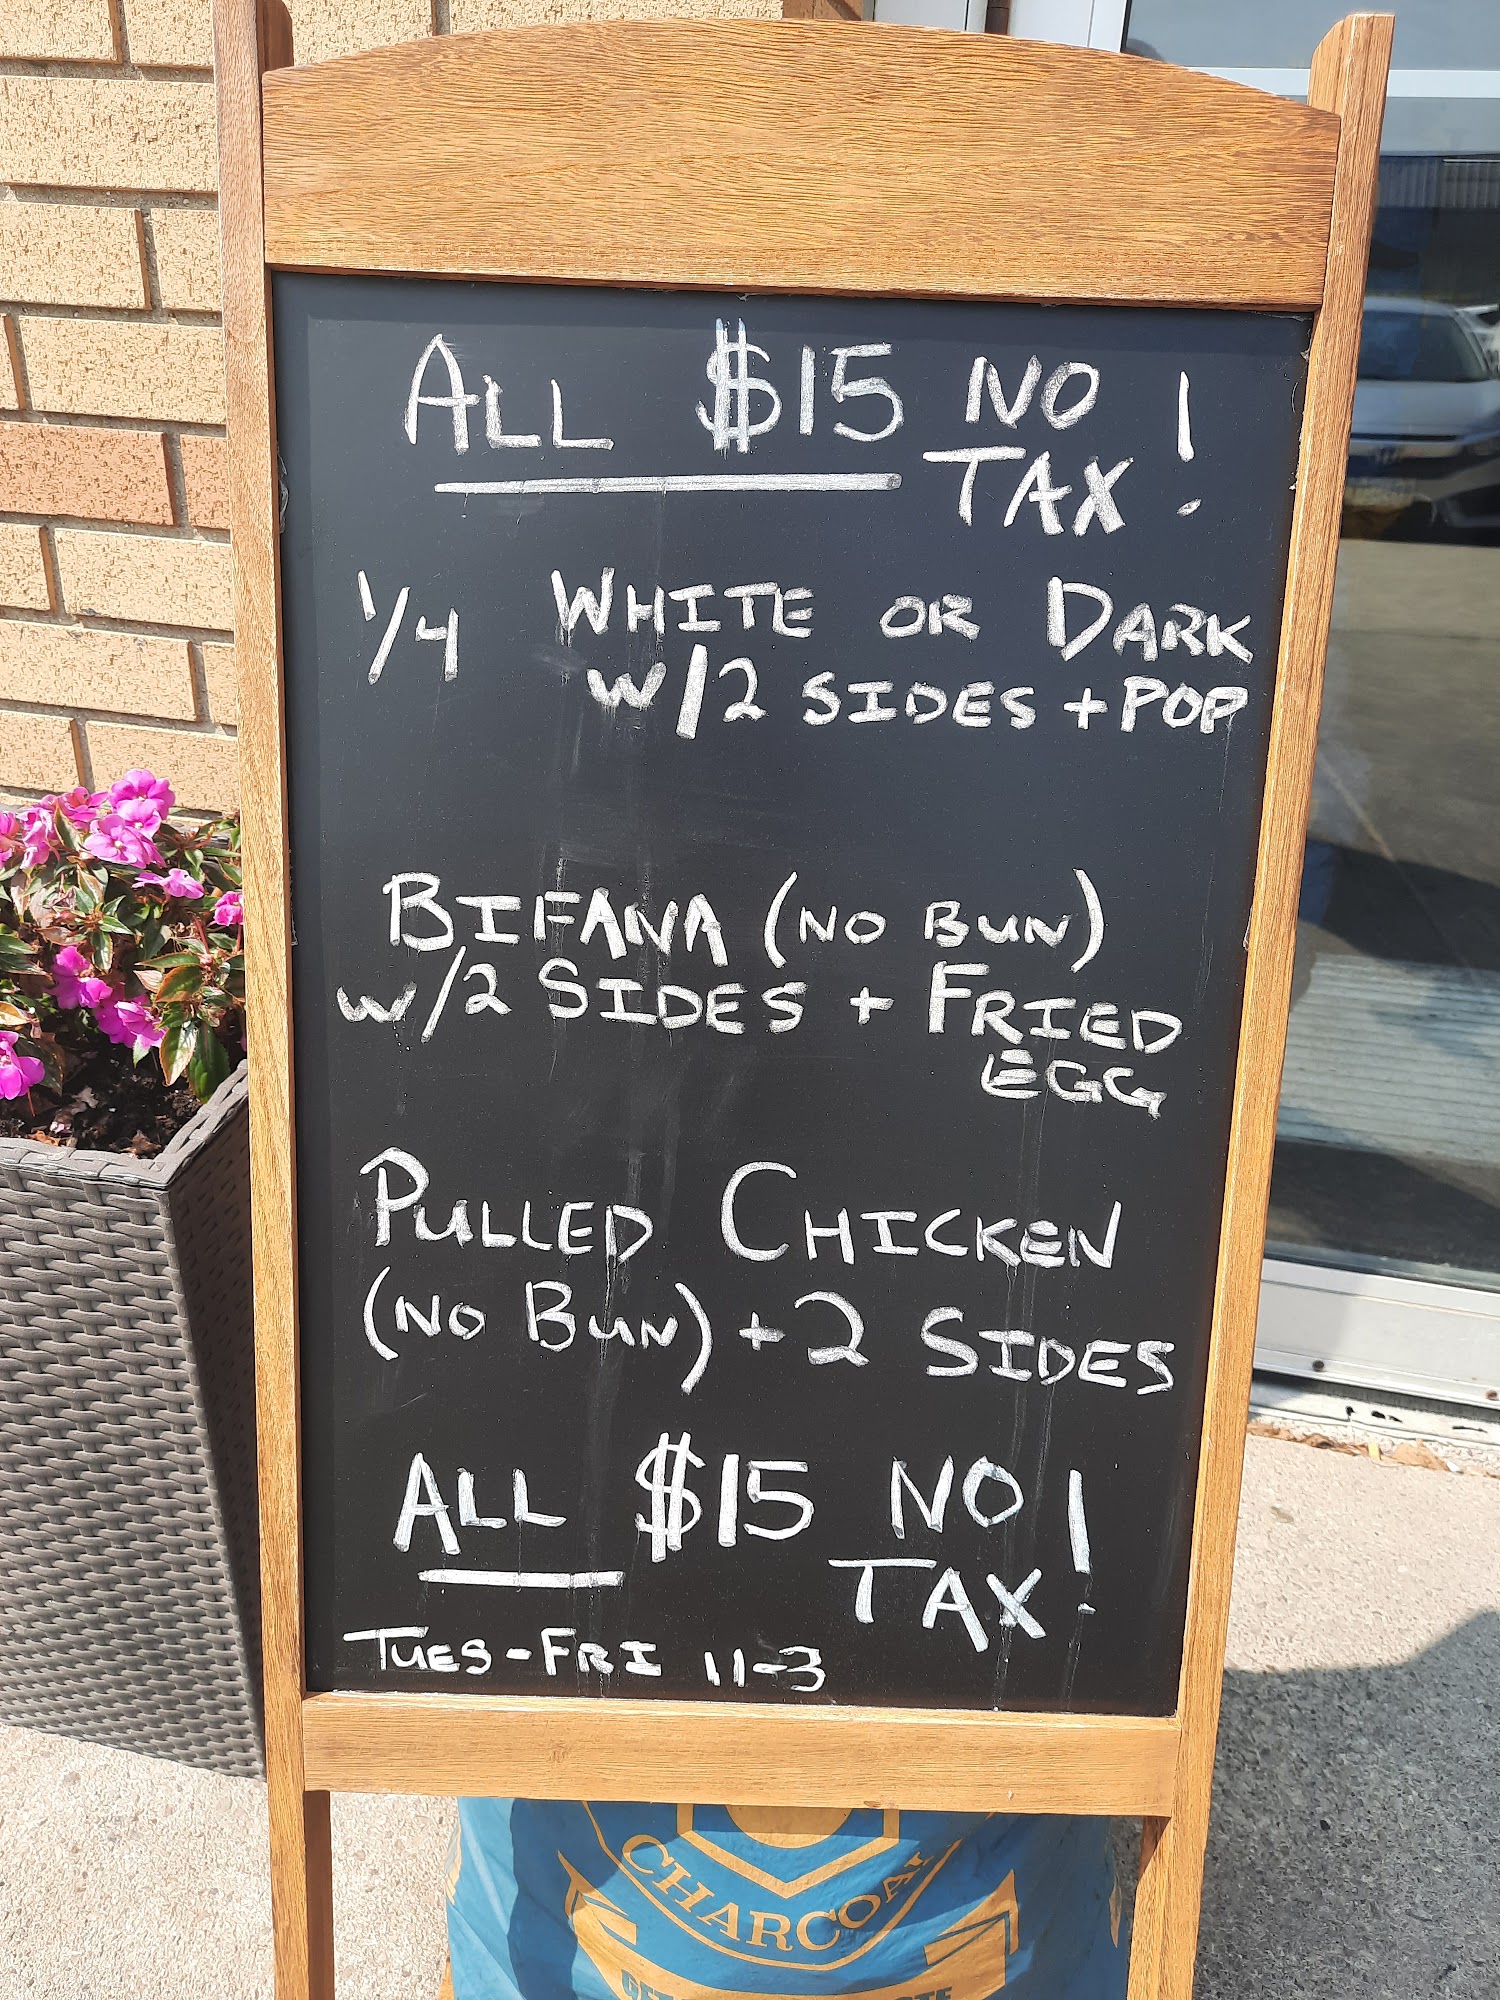 ALL $15 NO
TAX!
1/4 WHITE OR DARK
W/2 SIDES + POP
BIFANA (NO BUN)
W/2 SIDES + FRIED
EGG
PULLED CHICKEN
(NO BUN) + 2 SIDES
ALL $15 NO
TAX!
TUES-FRI 11-3
CHARCOAL